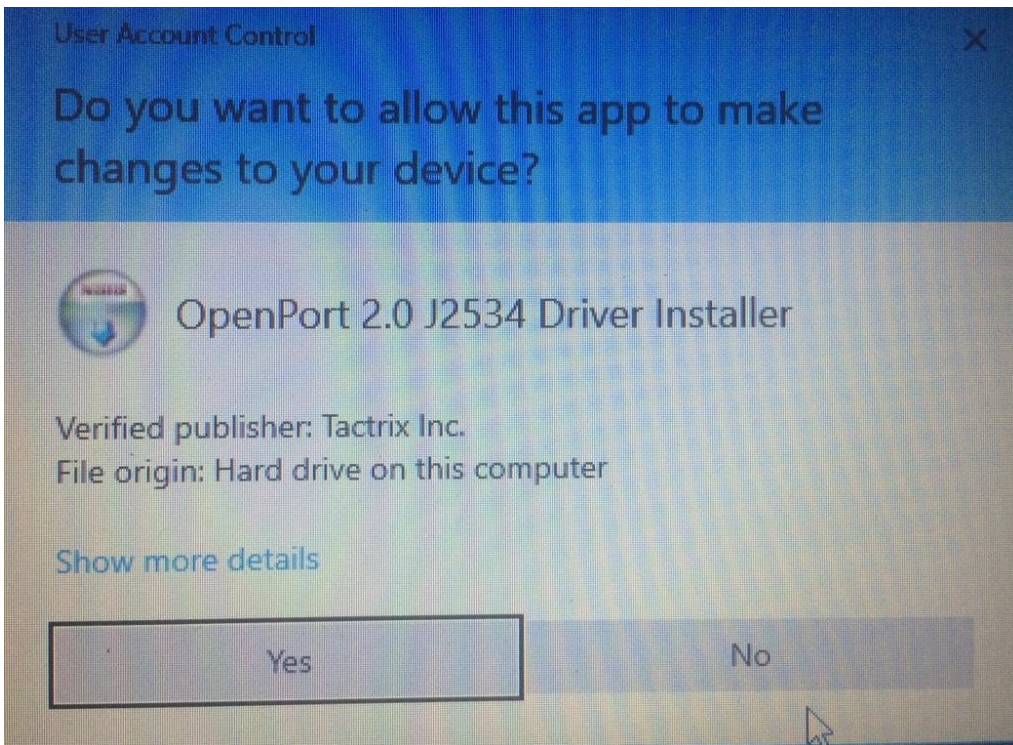 User Account Control
Do you want to allow this app to make
changes to your device?
OpenPort 2.0 J2534 Driver Installer
Verified publisher: Tactrix Inc.
File origin: Hard drive on this computer
Show more details
Yes
No